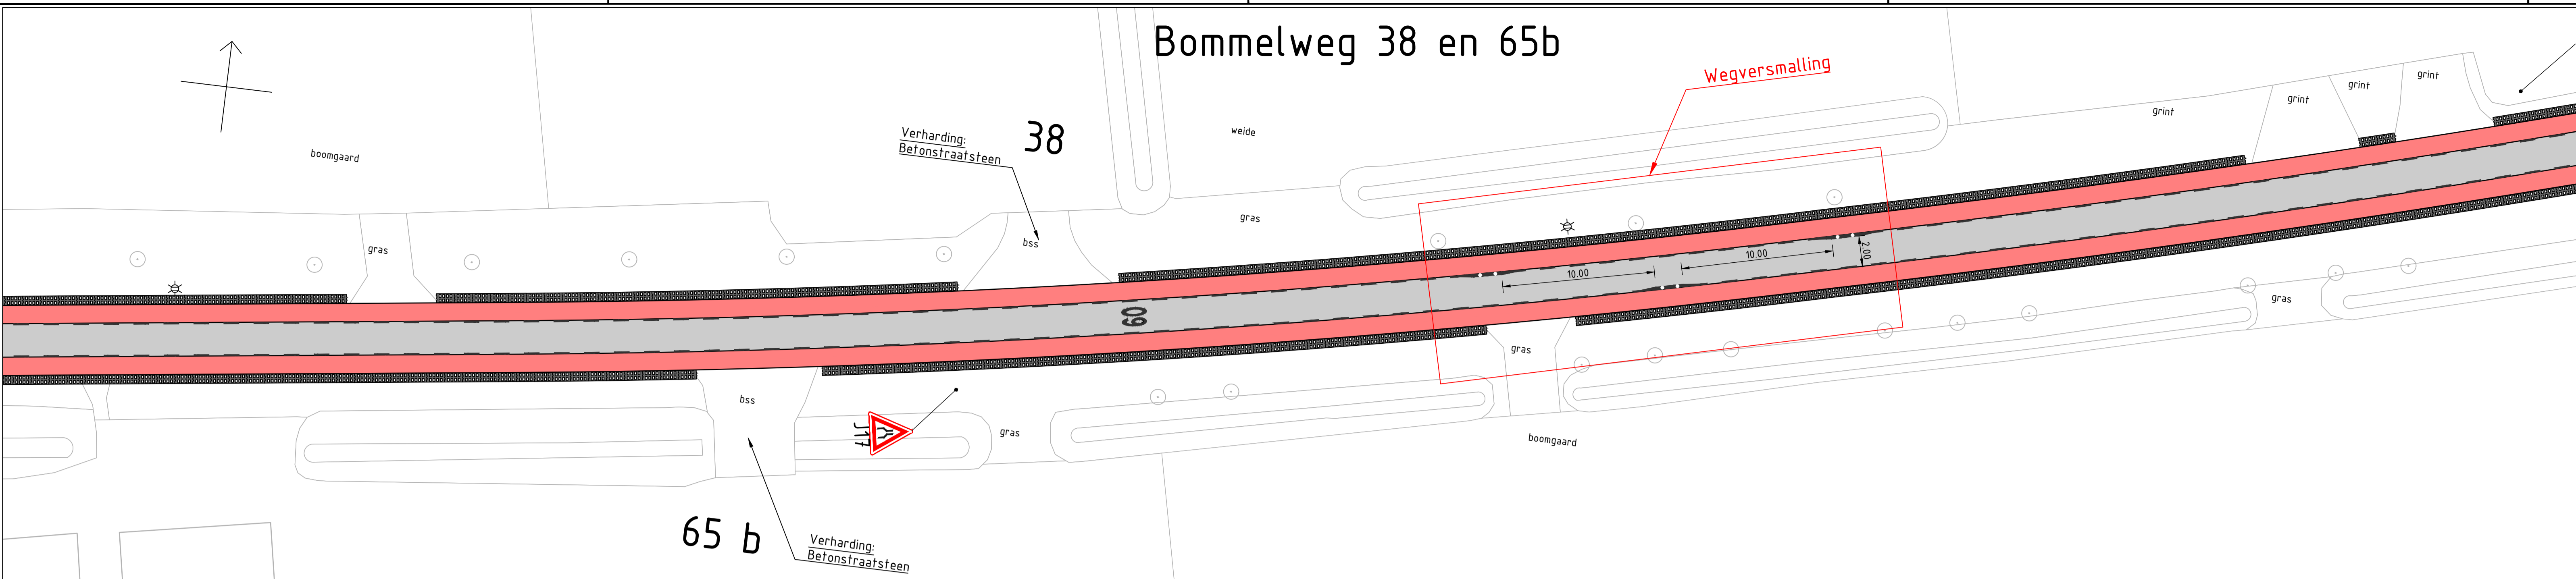 Bommelweg 38 en 65b
Wegversmalling
grint
grint
grint
grint
Verharding:
Betonstraatsteen
38
weide
boomgaard
gras
gras
bss
10.00
10.00
2.00
60
gras
gras
bss
J17
gras
boomgaard
65 b
Verharding:
Betonstraatsteen